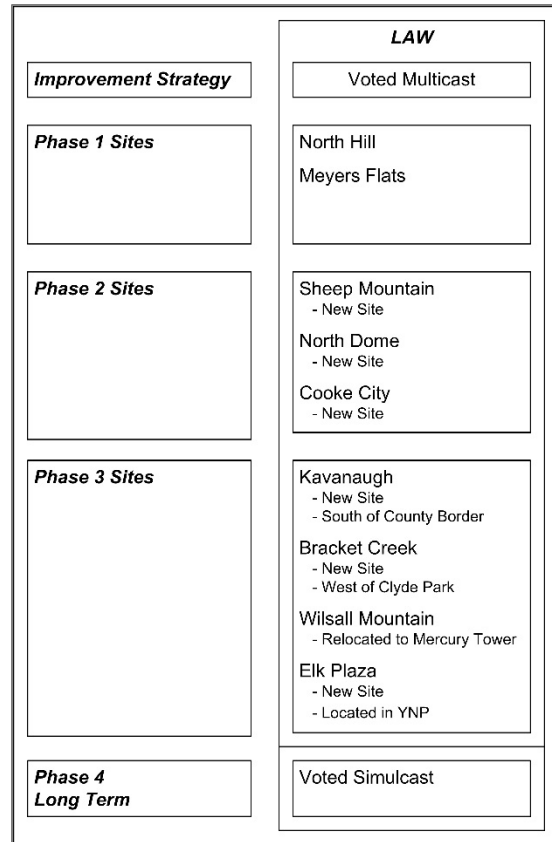 LAW
Improvement Strategy
Voted Multicast
Phase 1 Sites
North Hill
Meyers Flats
Phase 2 Sites
Sheep Mountain
- New Site
North Dome
- New Site
Cooke City
- New Site
Phase 3 Sites
Kavanaugh
- New Site
- South of County Border
Bracket Creek
- New Site
- West of Clyde Park
Wilsall Mountain
- Relocated to Mercury Tower
Elk Plaza
- New Site
- Located in YNP
Phase 4
Long Term
Voted Simulcast